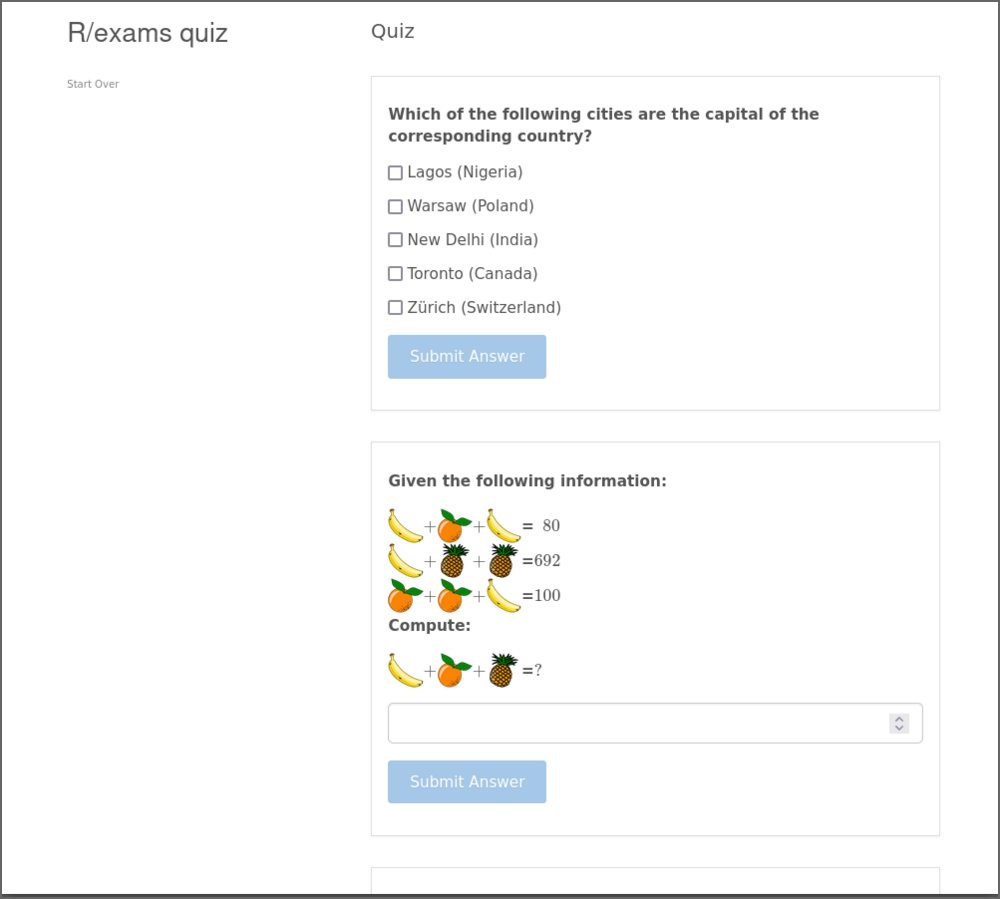 R/exams quiz
Start Over
Quiz
Which of the following cities are the capital of the
corresponding country?
Lagos (Nigeria)
Warsaw (Poland)
New Delhi (India)
Toronto (Canada)
Zürich (Switzerland)
Submit Answer
Given the following information:
+ + = 80
+ + =692
+ + =100
Compute:
+ + =?
Submit Answer